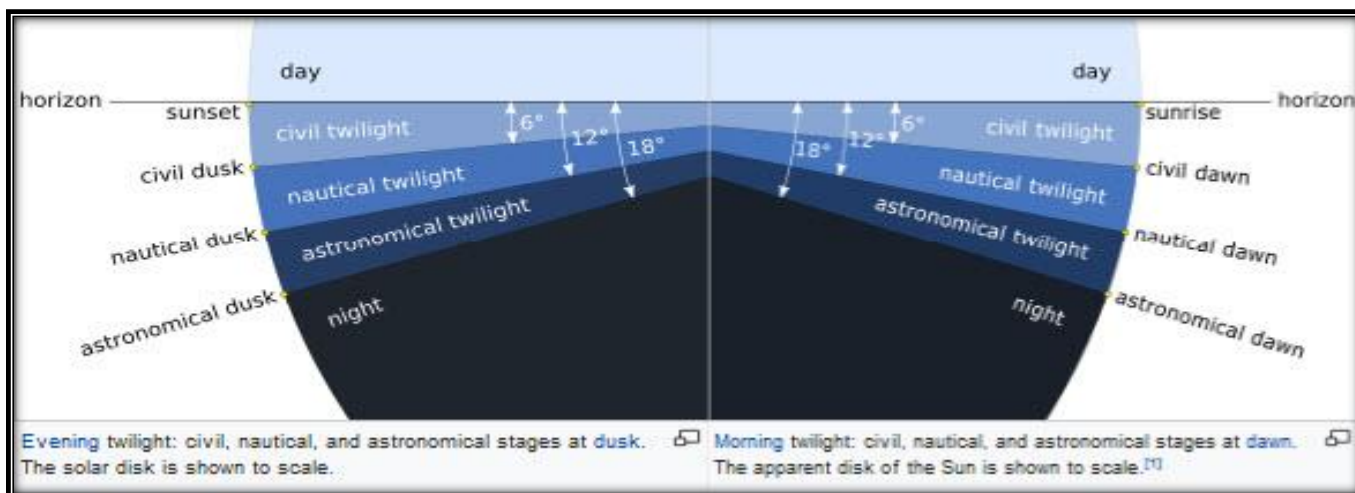 day
horizon
sunset
civil twilight
6°
12°
18°
civil dusk
nautical twilight
nautical dusk
astronomical twilight
astronomical dusk
night
day
horizon
sunrise
civil twilight
6°
12°
18°
civil dawn
nautical twilight
nautical dawn
astronomical twilight
astronomical dawn
night
Evening twilight: civil, nautical, and astronomical stages at dusk.
The solar disk is shown to scale.
Morning twilight: civil, nautical, and astronomical stages at dawn.
The apparent disk of the Sun is shown to scale.[1]